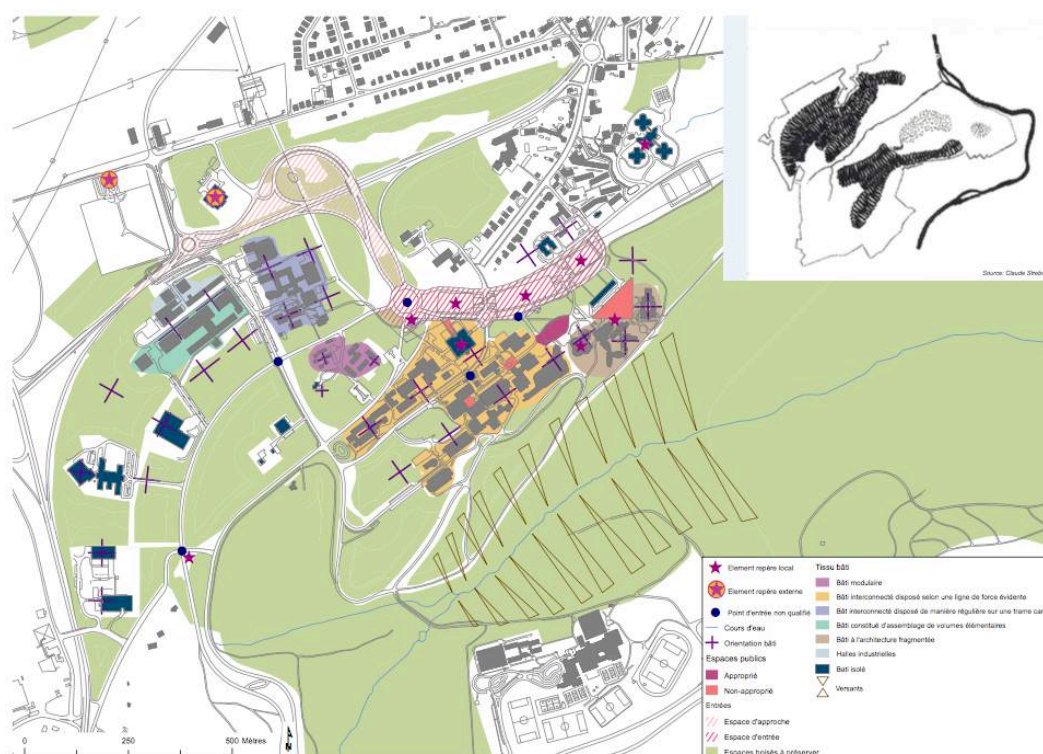 Source: Claude Strebe
Element repère local
Element repère externe
Point d'entrée non qualifié
Cours d'eau
Orientation bâti
Espaces publics
Approprié
Non-approprié
Entrées
Espace d'approche
Espace d'entrée
Espaces boisés à préserver
Tissu bâti
Bâti modulaire
Bâti interconnecté disposé selon une ligne de force évidente
Bât interconnecté disposé de manière régulière sur une trame car
Bâti constitué d'assemblage de volumes élémentaires
Bâti à l'architecture fragmentée
Halles industrielles
Bati isolé
Versants
0 250 500 Mètres
N